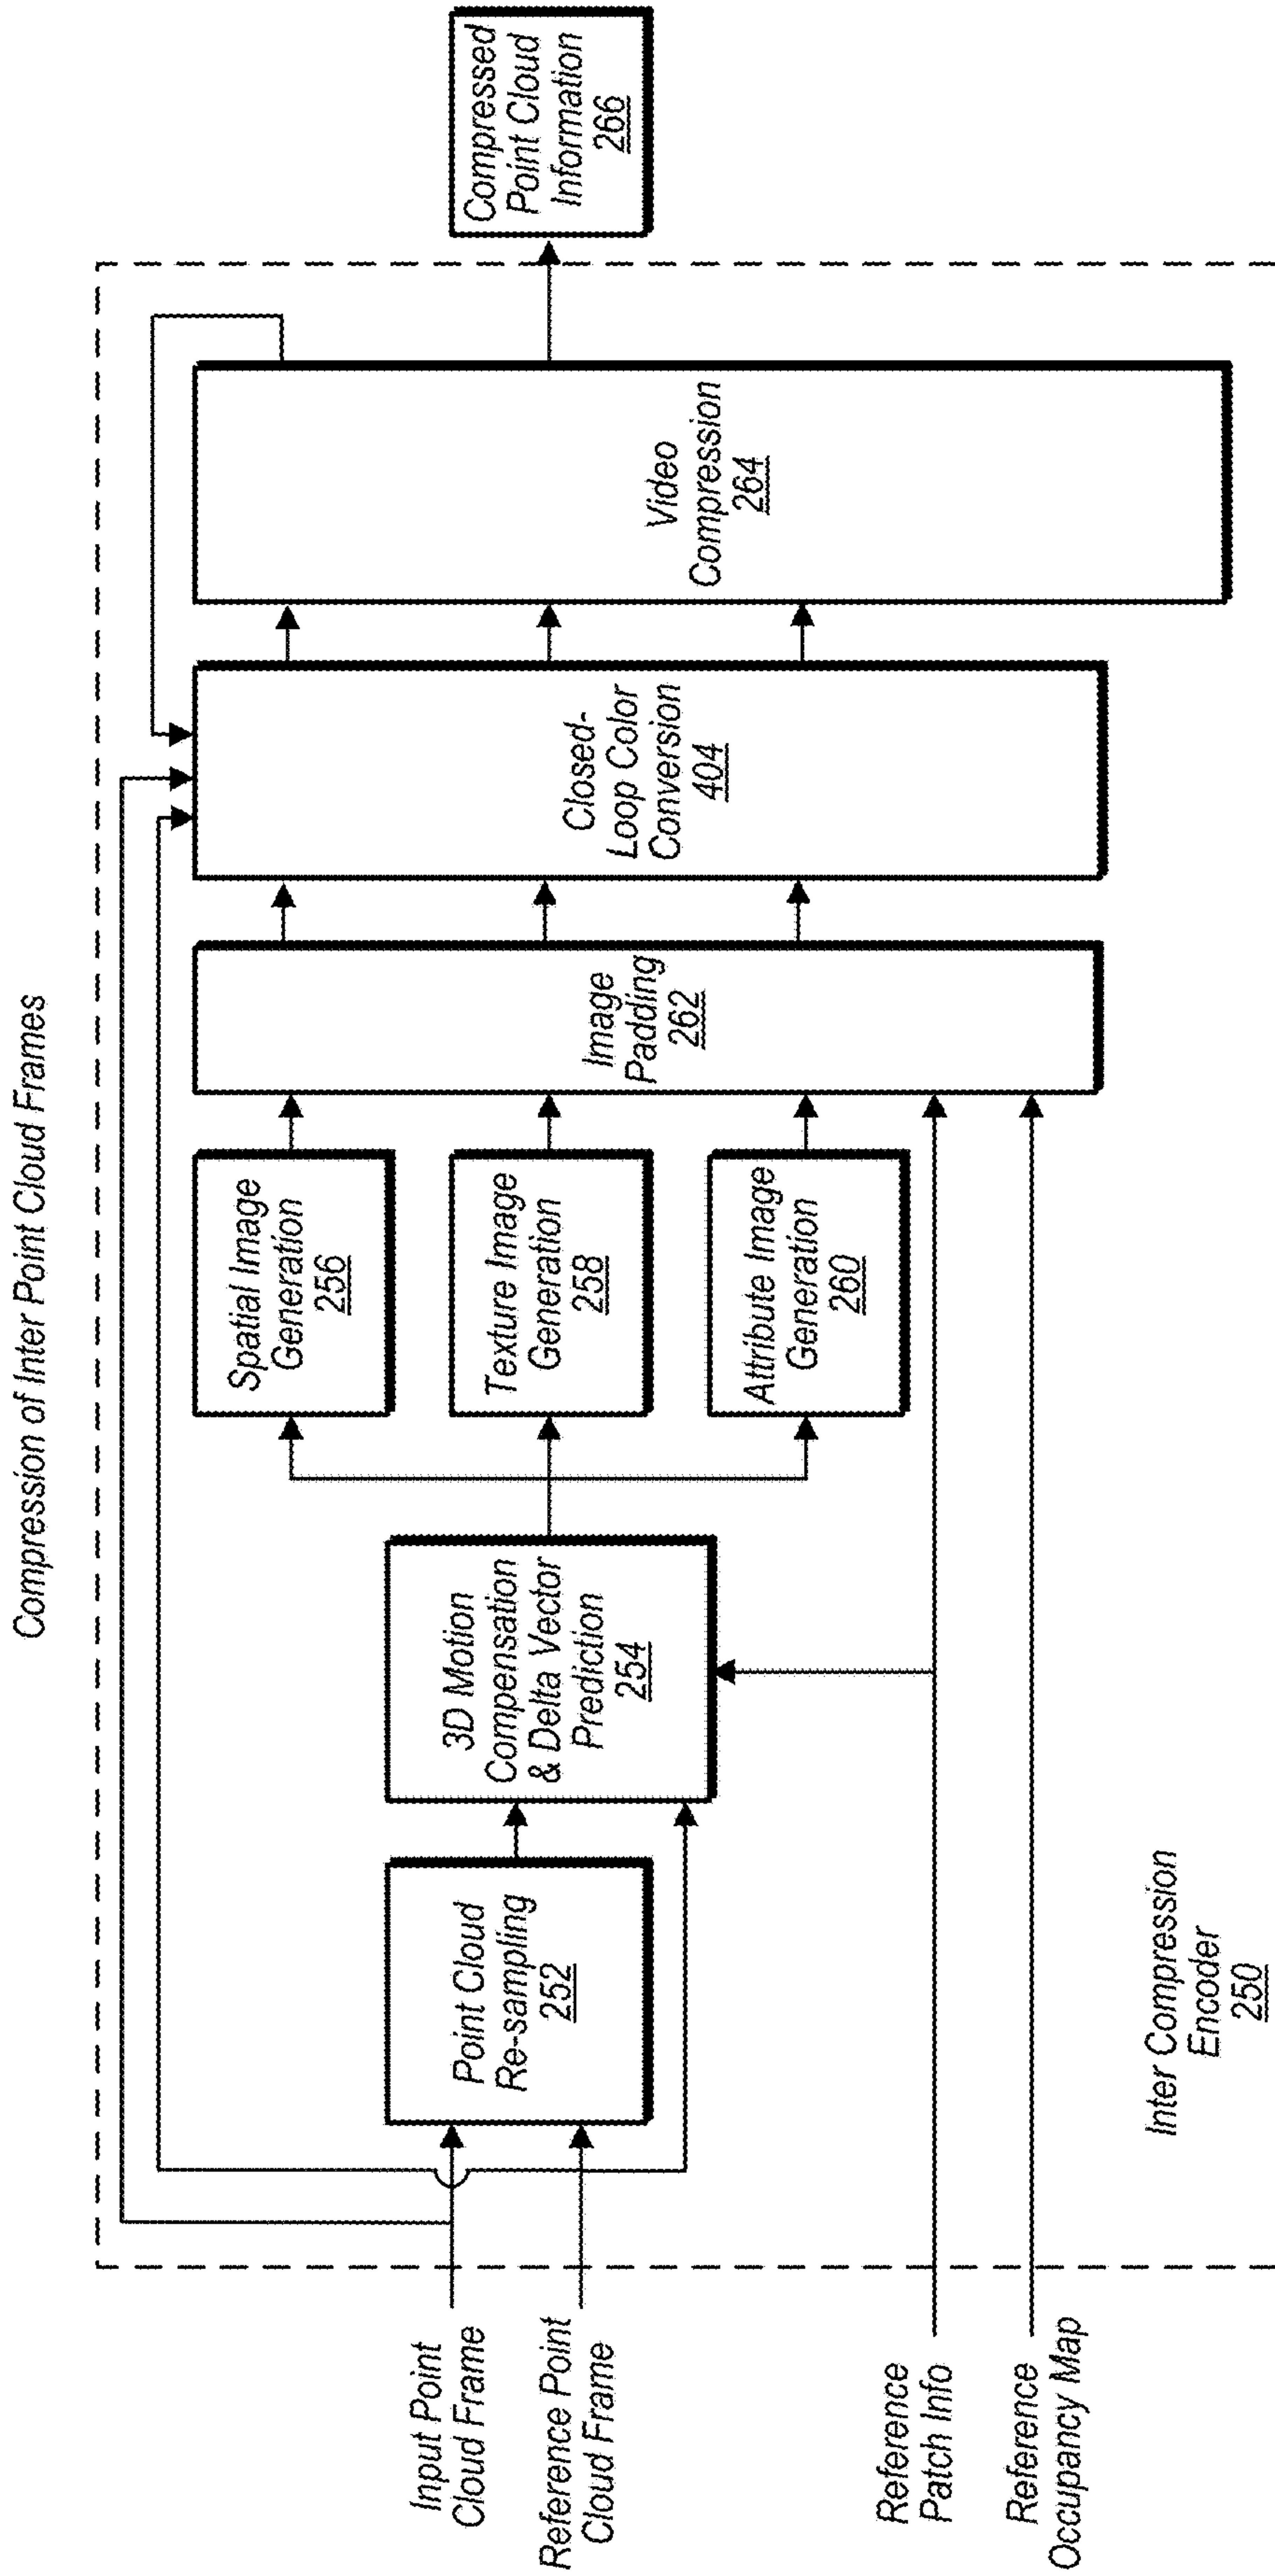 Compression of Inter Point Cloud Frames
Input Point
Cloud Frame
Reference Point
Cloud Frame
Reference
Patch Info
Reference
Occupancy Map
Point Cloud
Re-sampling
252
3D Motion
Compensation
& Delta Vector
Prediction
254
Spatial Image
Generation
256
Texture Image
Generation
258
Attribute Image
Generation
260
Image
Padding
262
Closed-
Loop Color
Conversion
404
Video
Compression
264
Compressed
Point Cloud
Information
266
Inter Compression
Encoder
250